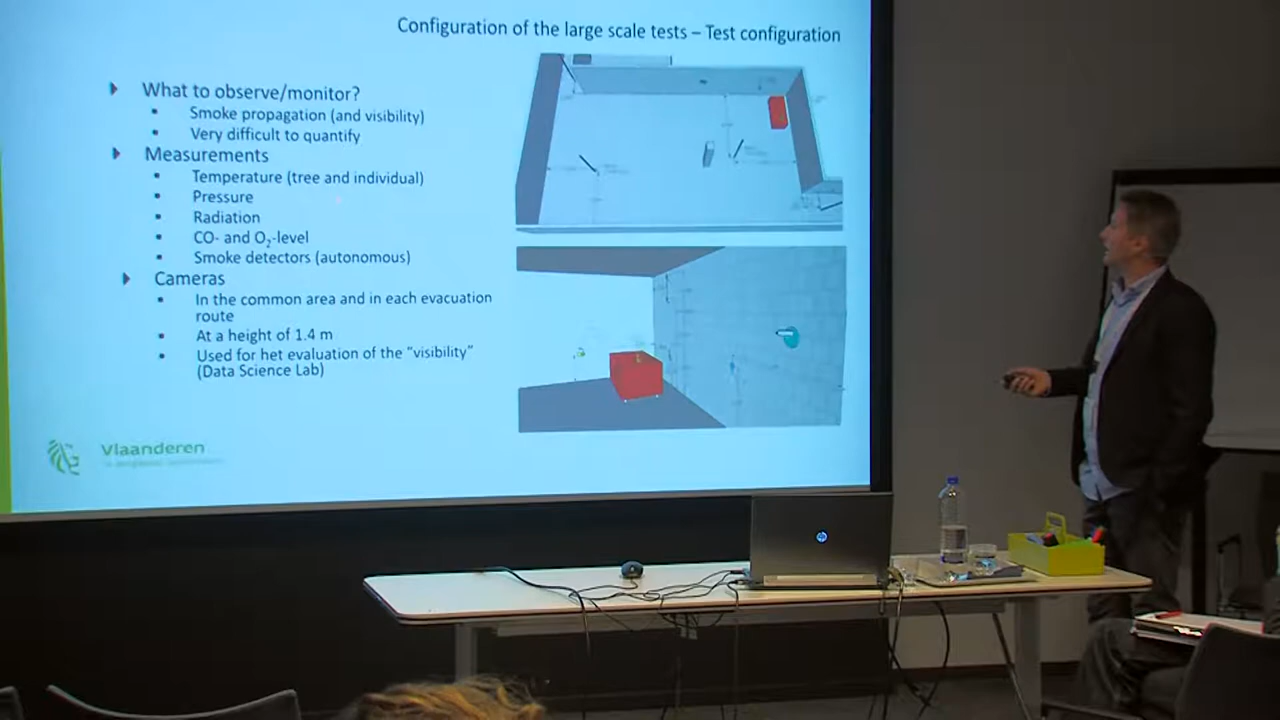 Configuration of the large scale tests – Test configuration
What to observe/monitor?
Smoke propagation (and visibility)
Very difficult to quantify
Measurements
Temperature (tree and individual)
Pressure
Radiation
CO- and O₂-level
Smoke detectors (autonomous)
Cameras
In the common area and in each evacuation
route
At a height of 1.4 m
Used for het evaluation of the "visibility"
(Data Science Lab)
Vlaanderen
hp